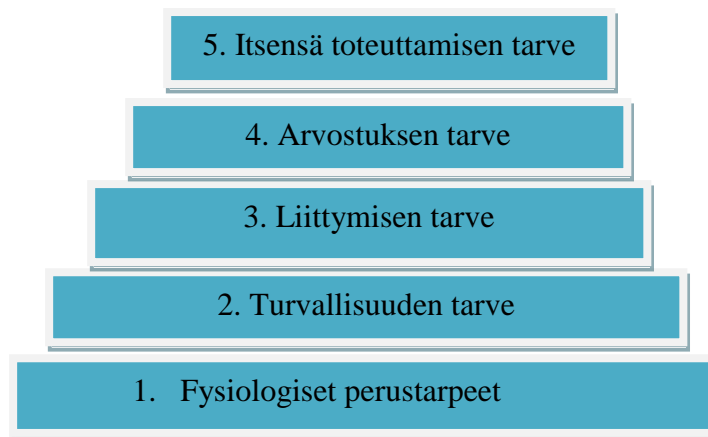 5. Itsensä toteuttamisen tarve
4. Arvostuksen tarve
3. Liittymisen tarve
2. Turvallisuuden tarve
1. Fysiologiset perustarpeet